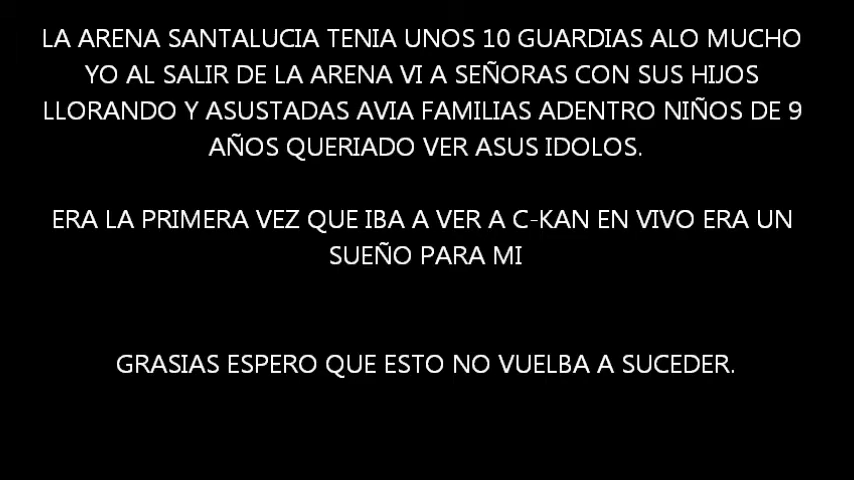 LA ARENA SANTALUCIA TENIA UNOS 10 GUARDIAS ALO MUCHO
YO AL SALIR DE LA ARENA VI A SEÑORAS CON SUS HIJOS
LLORANDO Y ASUSTADAS AVIA FAMILIAS ADENTRO NIÑOS DE 9
AÑOS QUERIADO VER ASUS IDOLOS.
ERA LA PRIMERA VEZ QUE IBA A VER A C-KAN EN VIVO ERA UN
SUEÑO PARA MI
GRASIAS ESPERO QUE ESTO NO VUELBA A SUCEDER.